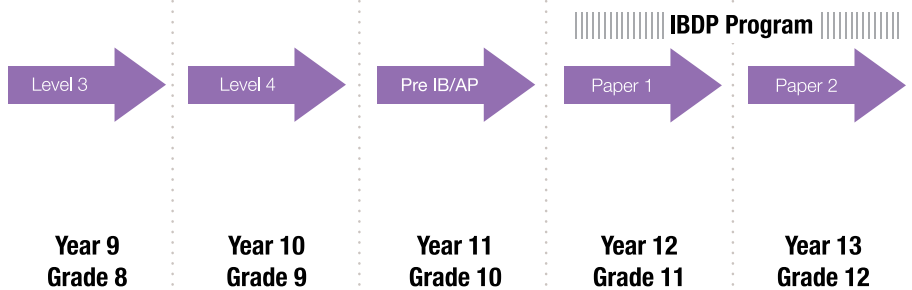 IBDP Program
Level 3
Level 4
Pre IB/AP
Paper 1
Paper 2
Year 9
Grade 8
Year 10
Grade 9
Year 11
Grade 10
Year 12
Grade 11
Year 13
Grade 12